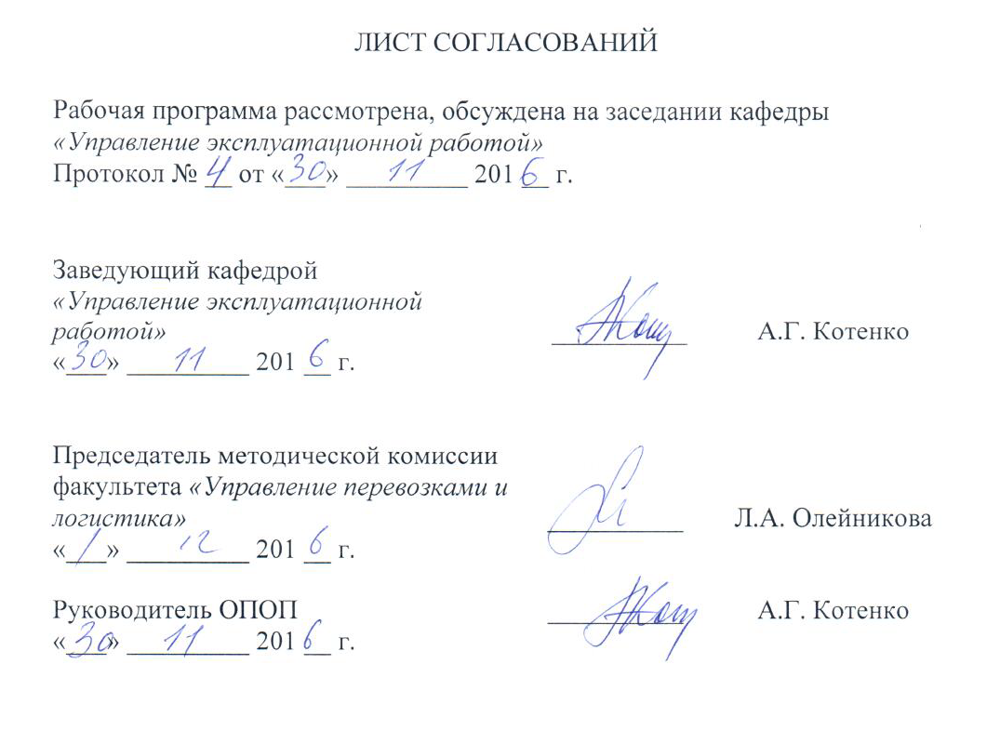 ЛИСТ СОГЛАСОВАНИЙ
Рабочая программа рассмотрена, обсуждена на заседании кафедры
«Управление эксплуатационной работой»
Протокол № 4 от «30» 11 2016 г.
Заведующий кафедрой
«Управление эксплуатационной
работой» А.Г. Котенко
«30» 11 2016 г.
Председатель методической комиссии
факультета «Управление перевозками и
логистика» Л.А. Олейникова
«1» 12 2016 г.
Руководитель ОПОП А.Г. Котенко
«30» 11 2016 г.